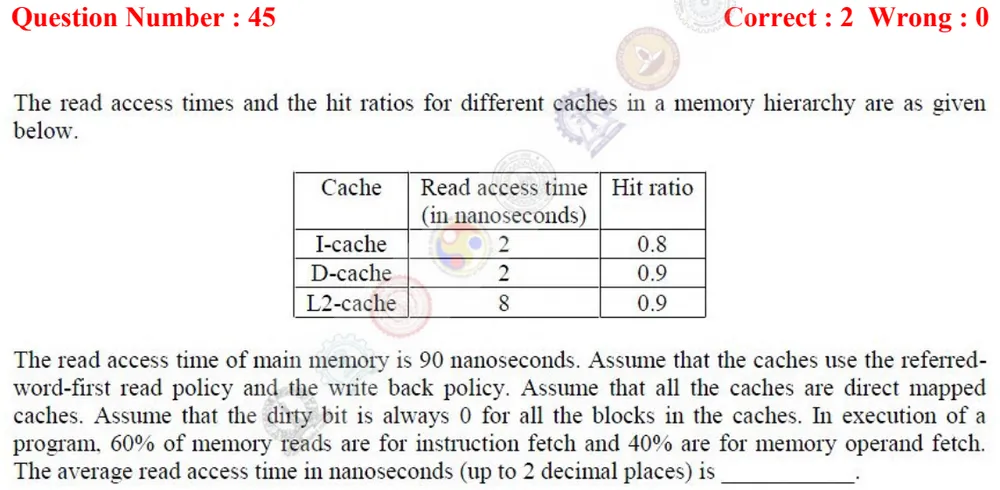 Question Number : 45 Correct : 2 Wrong : 0
The read access times and the hit ratios for different caches in a memory hierarchy are as given
below.
Cache Read access time Hit ratio
(in nanoseconds)
I-cache 2 0.8
D-cache 2 0.9
L2-cache 8 0.9
The read access time of main memory is 90 nanoseconds. Assume that the caches use the referred-
word-first read policy and the write back policy. Assume that all the caches are direct mapped
caches. Assume that the dirty bit is always 0 for all the blocks in the caches. In execution of a
program, 60% of memory reads are for instruction fetch and 40% are for memory operand fetch.
The average read access time in nanoseconds (up to 2 decimal places) is ____________.